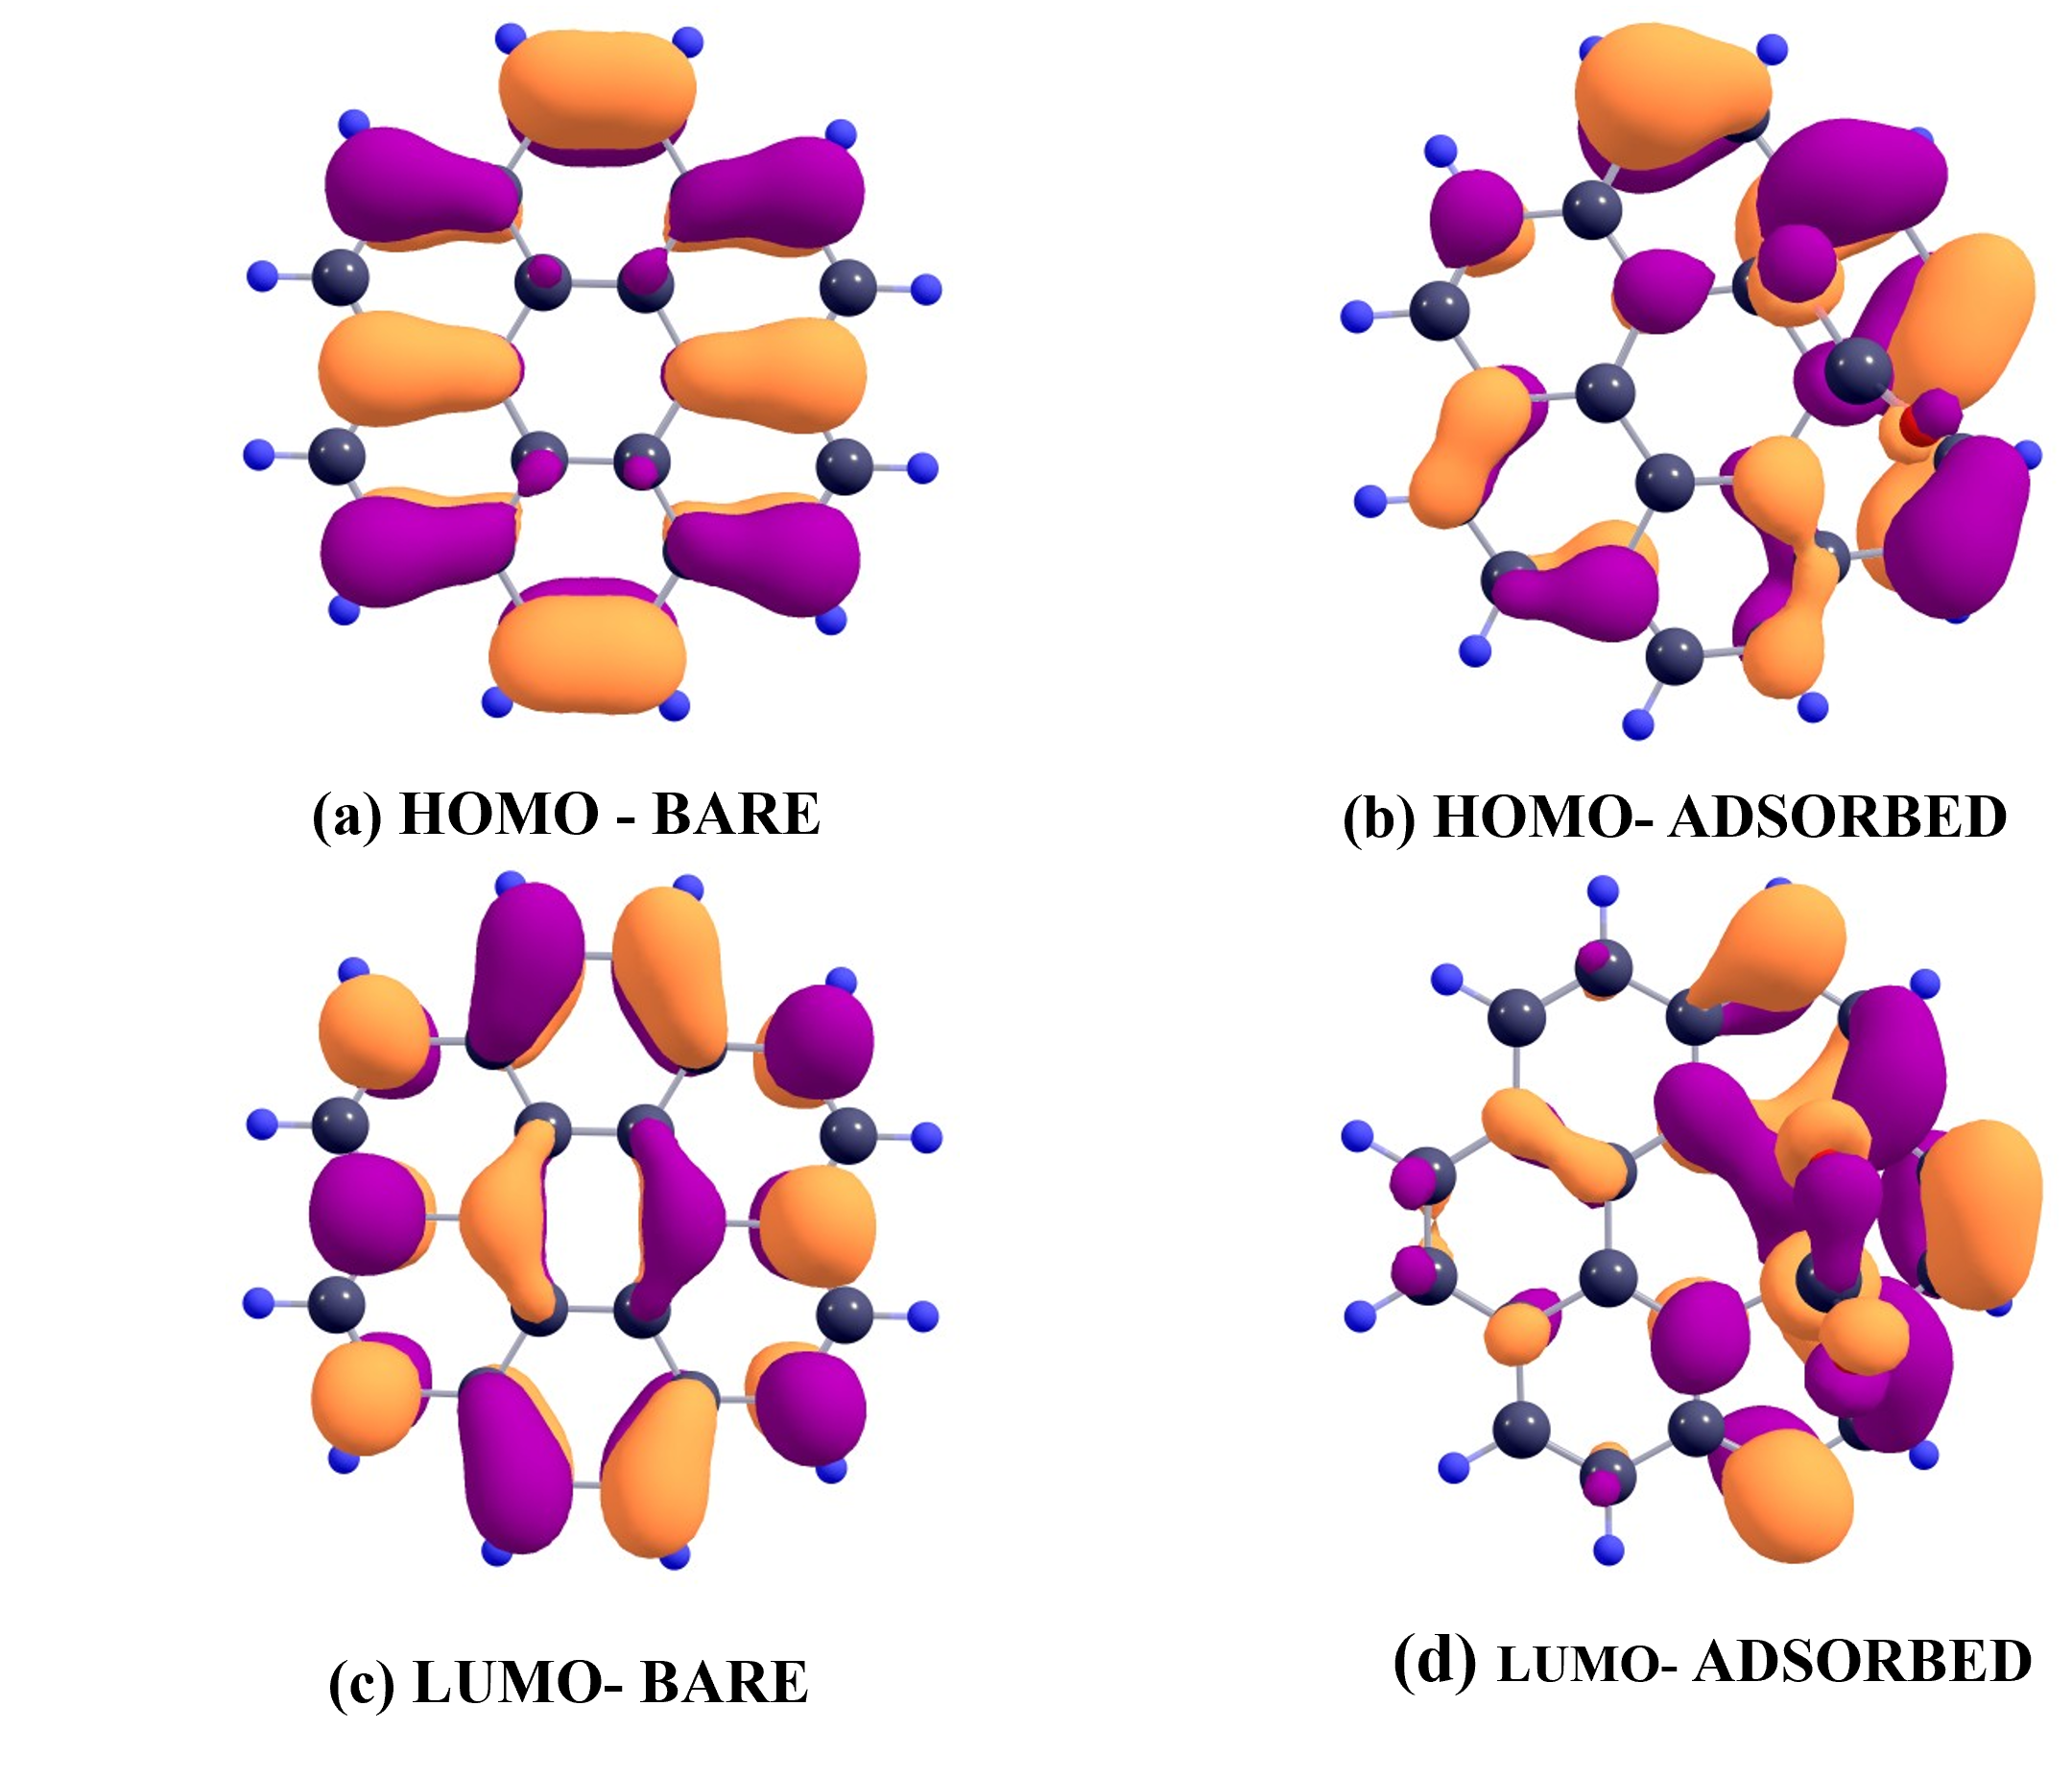 (a) HOMO - BARE
(b) HOMO- ADSORBED
(c) LUMO- BARE
(d) LUMO- ADSORBED